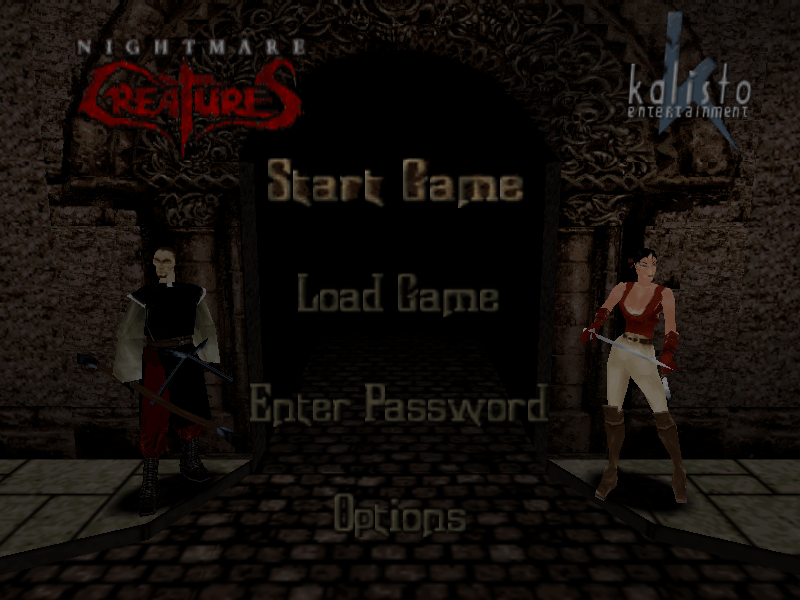 NIGHTMARE
CREATURES
kalisto
entertainment
Start Game
Load Game
Enter Password
Options